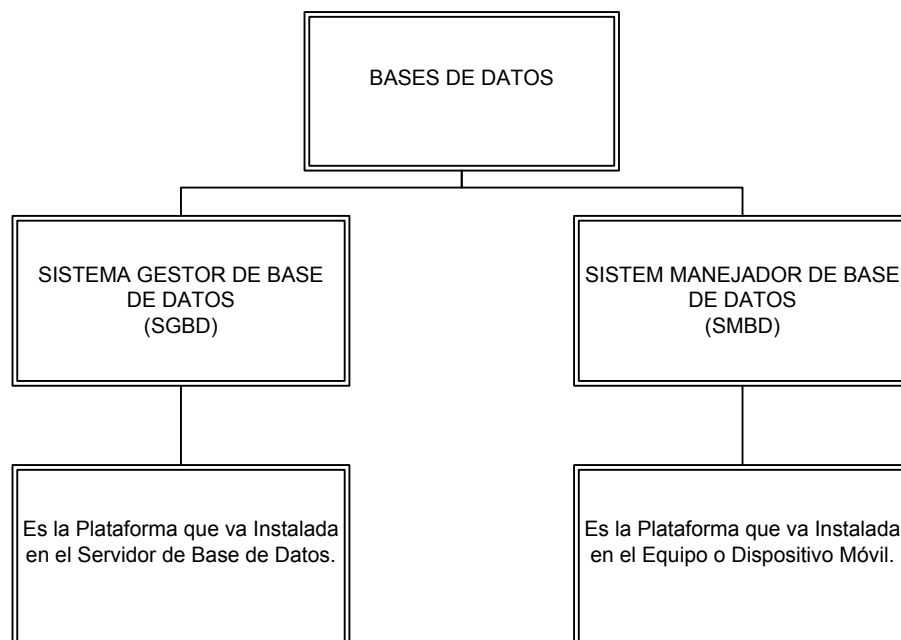 BASES DE DATOS
SISTEMA GESTOR DE BASE
DE DATOS
(SGBD)
SISTEM MANEJADOR DE BASE
DE DATOS
(SMBD)
Es la Plataforma que va Instalada
en el Servidor de Base de Datos.
Es la Plataforma que va Instalada
en el Equipo o Dispositivo Móvil.